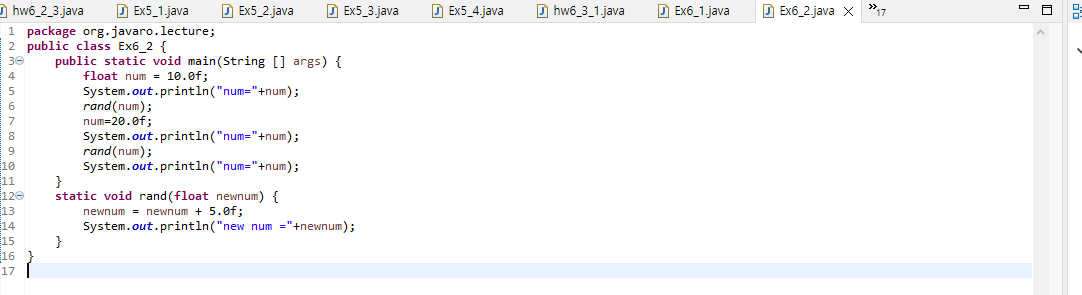 hw6_2_3.java Ex5_1.java Ex5_2.java Ex5_3.java Ex5_4.java hw6_3_1.java Ex6_1.java Ex6_2.java »17
1 package org.javaro.lecture;
2 public class Ex6_2 {
3 public static void main(String [] args) {
4 float num = 10.0f;
5 System.out.println("num="+num);
6 rand(num);
7 num=20.0f;
8 System.out.println("num="+num);
9 rand(num);
10 System.out.println("num="+num);
11 }
12 static void rand(float newnum) {
13 newnum = newnum + 5.0f;
14 System.out.println("new num ="+newnum);
15 }
16 }
17